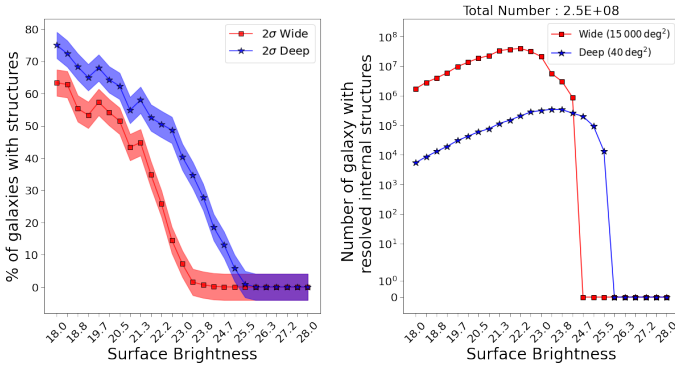 % of galaxies with structures
80
70
60
50
40
30
20
10
0
2σ Wide
2σ Deep
18.0 18.8 19.7 20.5 21.3 22.2 23.0 23.8 24.7 25.5 26.3 27.2 28.0
Surface Brightness
Total Number : 2.5E+08
Number of galaxy with
resolved internal structures
10⁸
10⁷
10⁶
10⁵
10⁴
10³
10²
10¹
10⁰
0
Wide (15 000 deg²)
Deep (40 deg²)
18.0 18.8 19.7 20.5 21.3 22.2 23.0 23.8 24.7 25.5 26.3 27.2 28.0
Surface Brightness